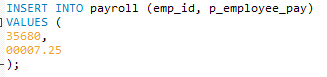 INSERT INTO payroll (emp_id, p_employee_pay)
VALUES (
35680,
00007.25
);